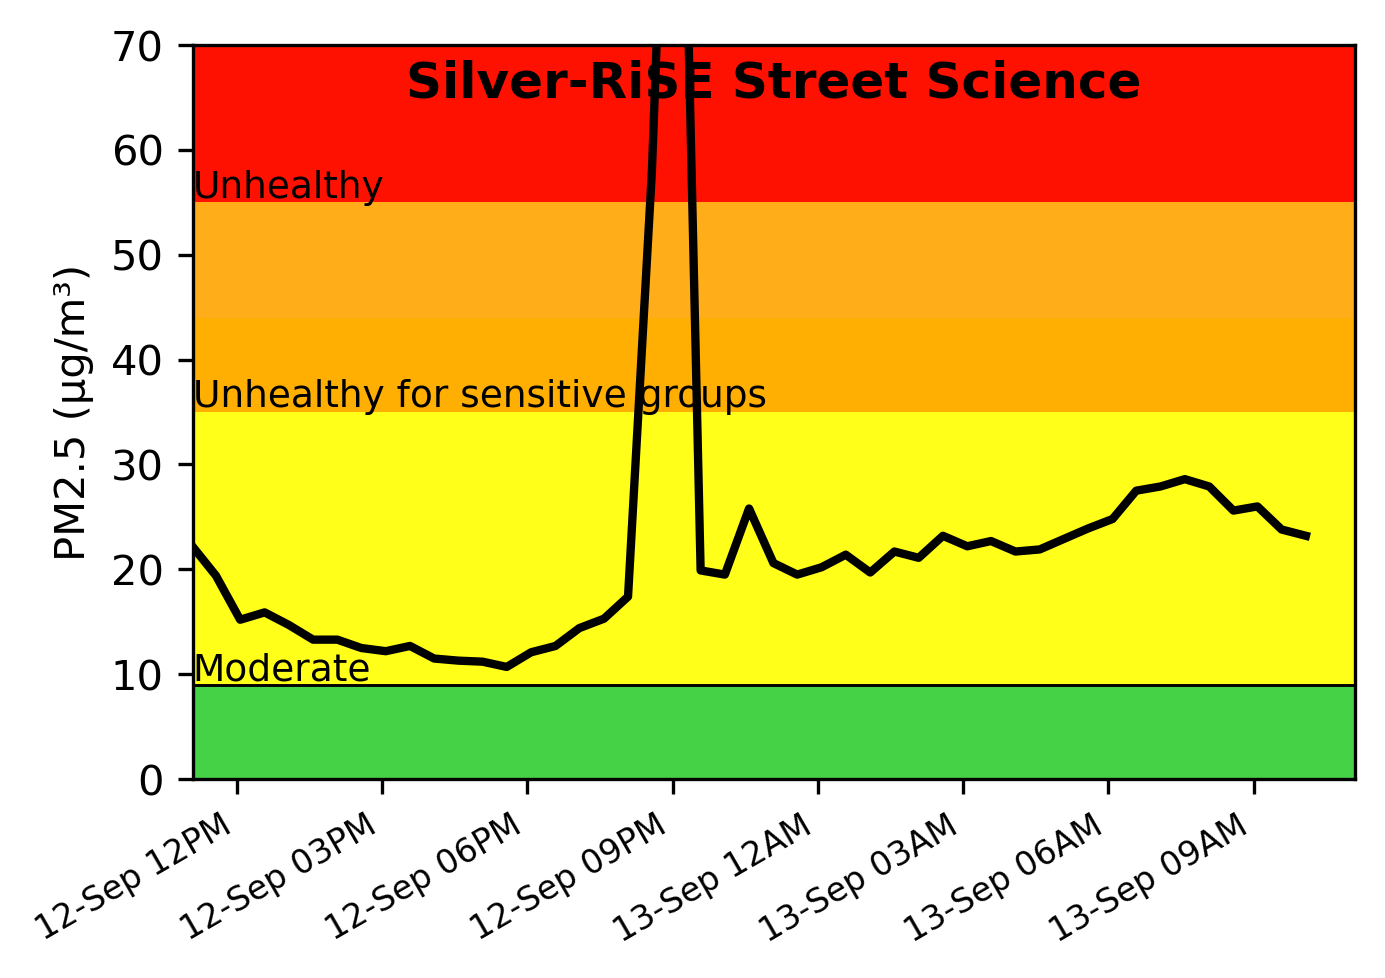 Silver-RiSE Street Science
70
60
50
40
30
20
10
0
PM2.5 (µg/m³)
Unhealthy
Unhealthy for sensitive groups
Moderate
12-Sep 12PM
12-Sep 03PM
12-Sep 06PM
12-Sep 09PM
13-Sep 12AM
13-Sep 03AM
13-Sep 06AM
13-Sep 09AM